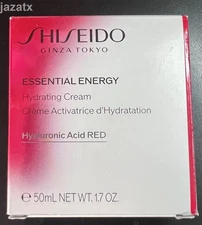 jazatx
SHISEIDO
GINZA TOKYO
ESSENTIAL ENERGY
Hydrating Cream
Crème Activatrice d'Hydratation
Hyaluronic Acid RED
℮ 50mL NET WT. 1.7 OZ.